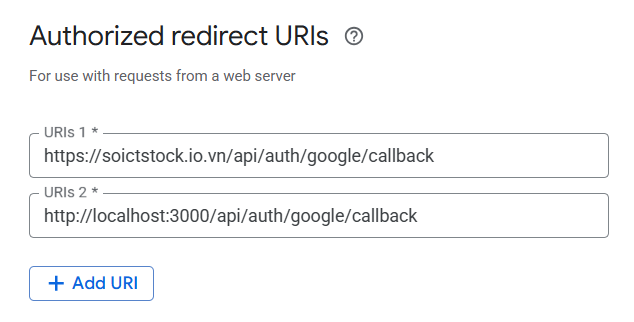 Authorized redirect URIs
For use with requests from a web server
URIs 1 *
https://soictstock.io.vn/api/auth/google/callback
URIs 2 *
http://localhost:3000/api/auth/google/callback
+ Add URI